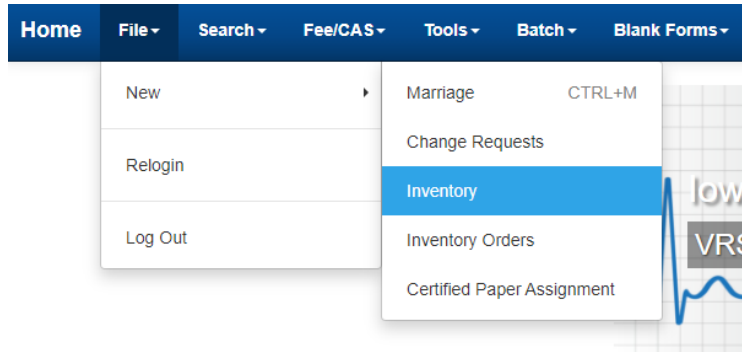 Home File Search Fee/CAS Tools Batch Blank Forms
New
Relogin
Log Out
Marriage CTRL+M
Change Requests
Inventory
Inventory Orders
Certified Paper Assignment